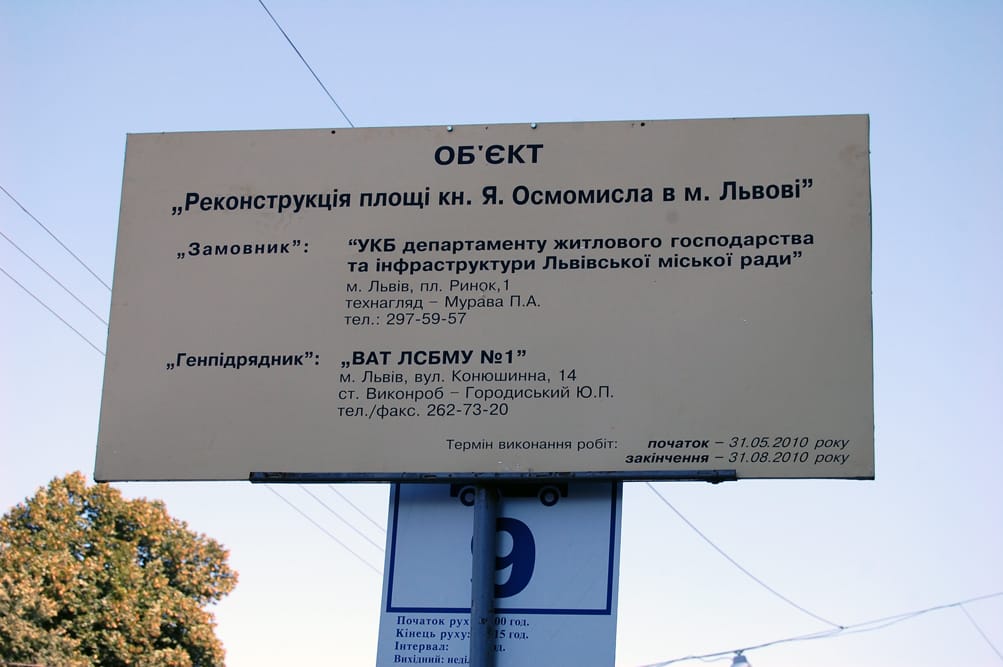 ОБ'ЄКТ
„Реконструкція площі кн. Я. Осмомисла в м. Львові”
„Замовник”: “УКБ департаменту житлового господарства
та інфраструктури Львівської міської ради”
м. Львів, пл. Ринок,1
технагляд – Мурава П.А.
тел.: 297-59-57
„Генпідрядник”: „ВАТ ЛСБМУ №1”
м. Львів, вул. Конюшинна, 14
ст. Виконроб – Городиський Ю.П.
тел./факс. 262-73-20
Термін виконання робіт: початок – 31.05.2010 року
закінчення – 31.08.2010 року
9
Початок год.
Кінець руху: год.
Інтервал:
Вихідний: